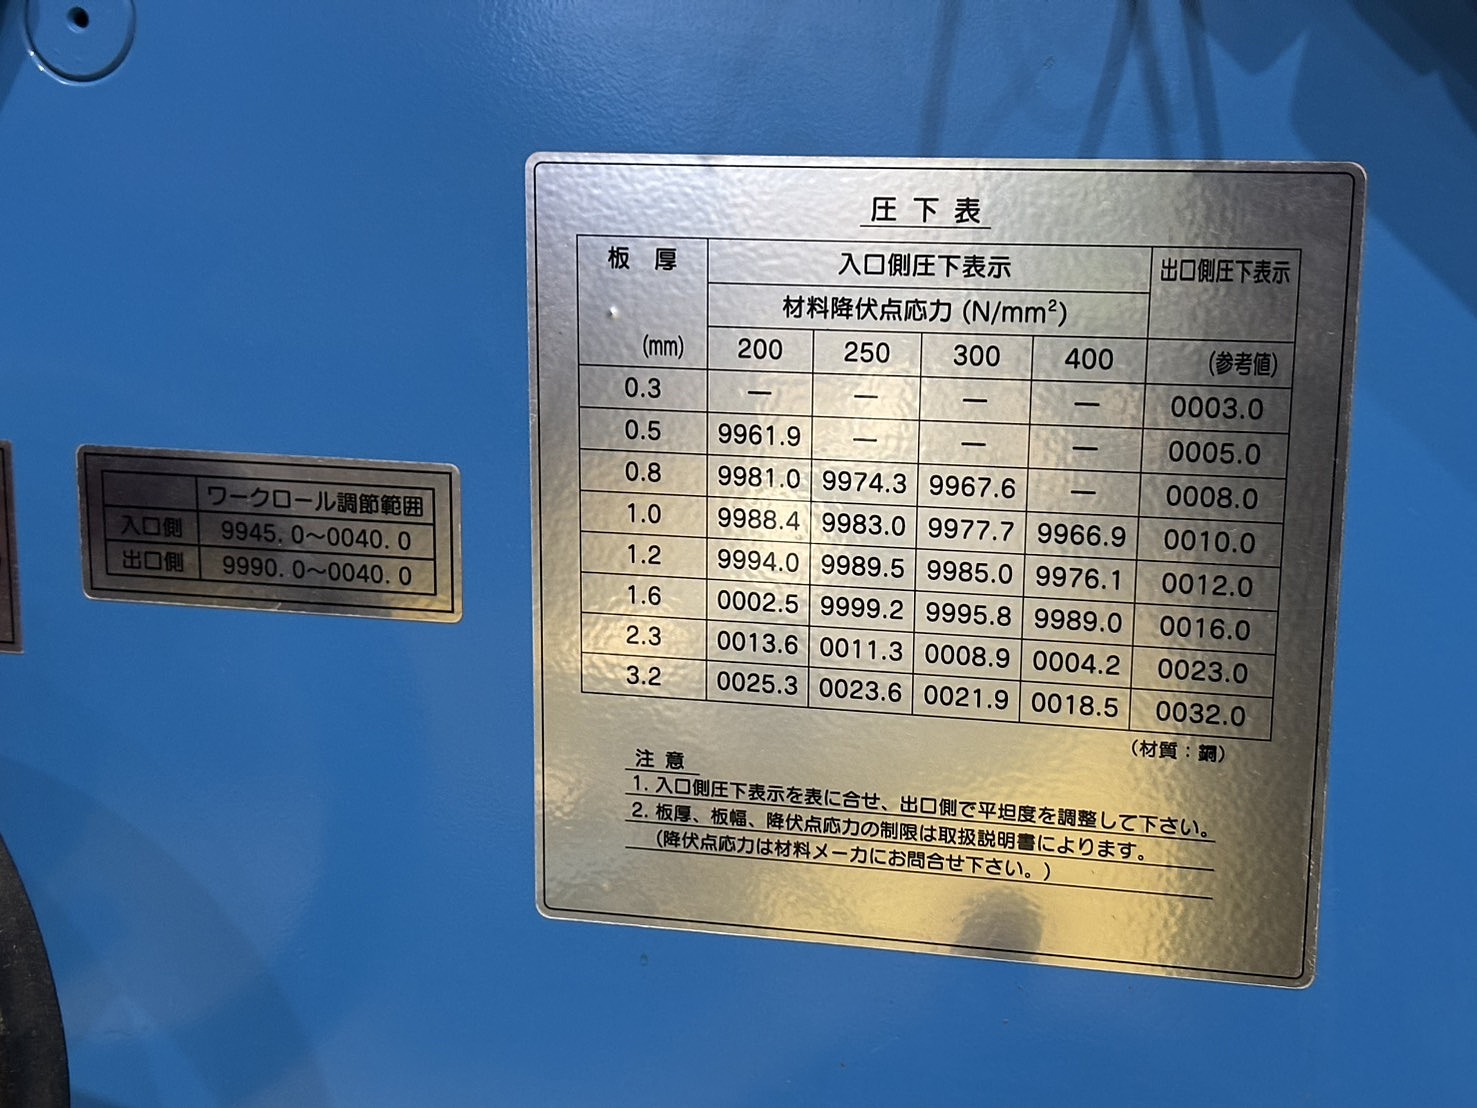 ワークロール調節範囲
入口側 9945. 0～0040. 0
出口側 9990. 0～0040. 0
圧下表
板厚 入口側圧下表示 出口側圧下表示
材料降伏点応力 (N/mm²)
(mm) 200 250 300 400 (参考値)
0.3 — — — — 0003.0
0.5 9961.9 — — — 0005.0
0.8 9981.0 9974.3 9967.6 — 0008.0
1.0 9988.4 9983.0 9977.7 9966.9 0010.0
1.2 9994.0 9989.5 9985.0 9976.1 0012.0
1.6 0002.5 9999.2 9995.8 9989.0 0016.0
2.3 0013.6 0011.3 0008.9 0004.2 0023.0
3.2 0025.3 0023.6 0021.9 0018.5 0032.0
(材質：鋼)
注意
1. 入口側圧下表示を表に合せ、出口側で平坦度を調整して下さい。
2. 板厚、板幅、降伏点応力の制限は取扱説明書によります。
(降伏点応力は材料メーカにお問合せ下さい。)